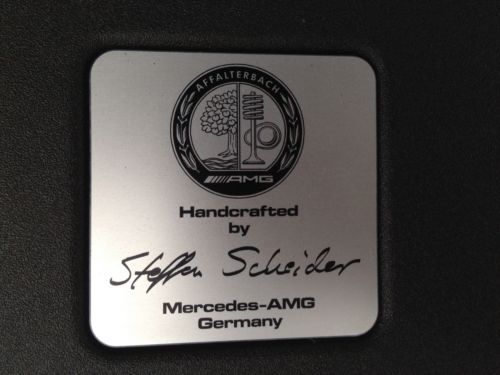 AFFALTERBACH
AMG
Handcrafted
by
Steffen Scheider
Mercedes-AMG
Germany